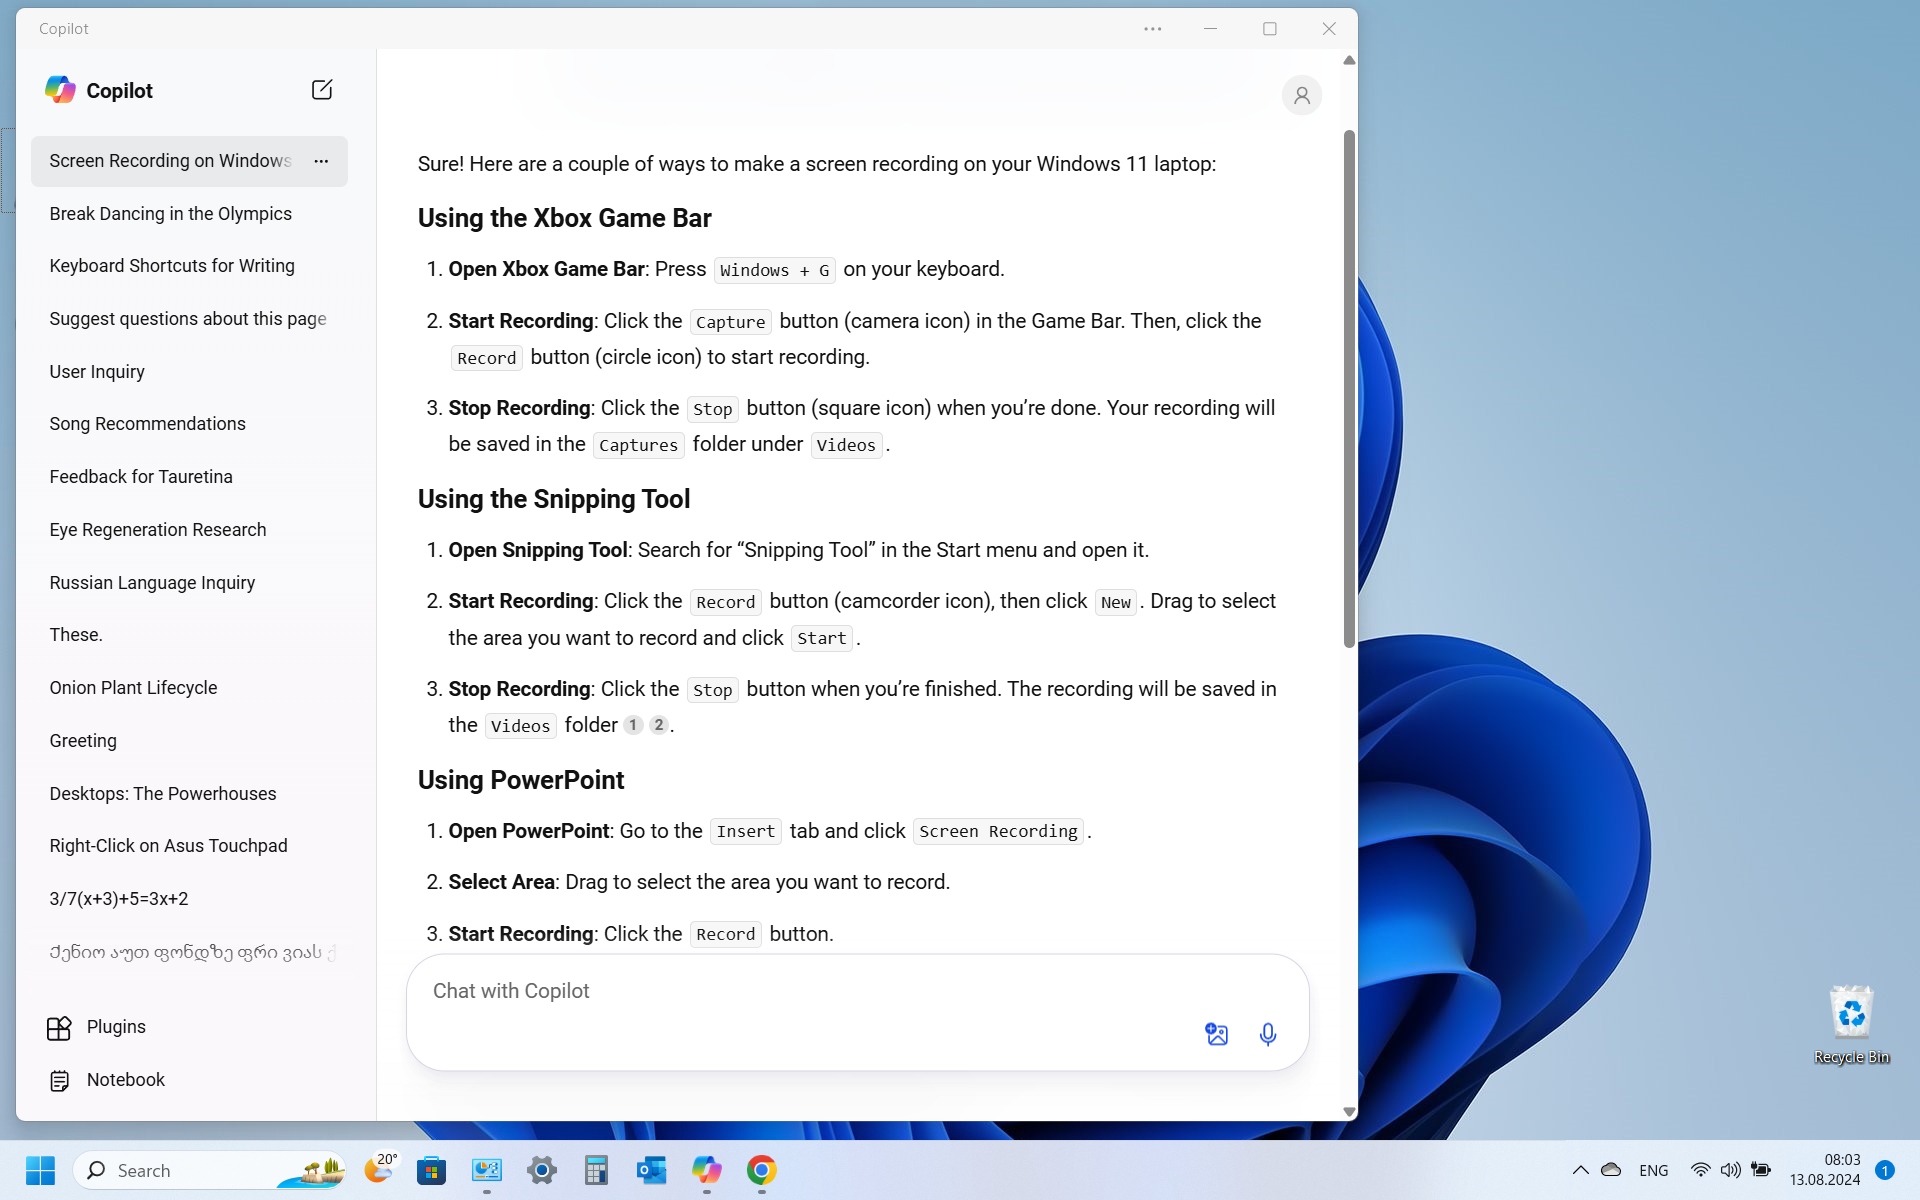 Copilot
Copilot
Screen Recording on Windows
Break Dancing in the Olympics
Keyboard Shortcuts for Writing
Suggest questions about this page
User Inquiry
Song Recommendations
Feedback for Tauretina
Eye Regeneration Research
Russian Language Inquiry
These.
Onion Plant Lifecycle
Greeting
Desktops: The Powerhouses
Right-Click on Asus Touchpad
3/7(x+3)+5=3x+2
ქენიო აუთ ფონდზე ფრი ვიას
Plugins
Notebook
Sure! Here are a couple of ways to make a screen recording on your Windows 11 laptop:
Using the Xbox Game Bar
1. Open Xbox Game Bar: Press Windows + G on your keyboard.
2. Start Recording: Click the Capture button (camera icon) in the Game Bar. Then, click the
Record button (circle icon) to start recording.
3. Stop Recording: Click the Stop button (square icon) when you’re done. Your recording will
be saved in the Captures folder under Videos.
Using the Snipping Tool
1. Open Snipping Tool: Search for “Snipping Tool” in the Start menu and open it.
2. Start Recording: Click the Record button (camcorder icon), then click New. Drag to select
the area you want to record and click Start.
3. Stop Recording: Click the Stop button when you’re finished. The recording will be saved in
the Videos folder 1 2.
Using PowerPoint
1. Open PowerPoint: Go to the Insert tab and click Screen Recording.
2. Select Area: Drag to select the area you want to record.
3. Start Recording: Click the Record button.
Chat with Copilot
Recycle Bin
Search
20°
ENG
08:03
13.08.2024
1